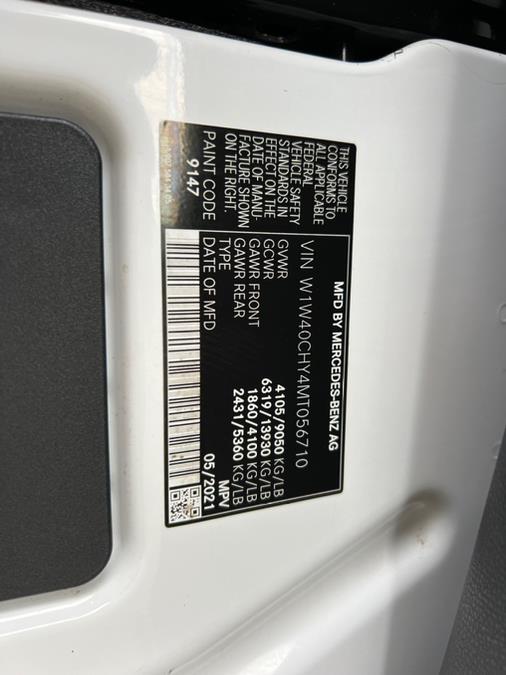 MFD BY MERCEDES-BENZ AG
VIN W1W40CHY4MT056710
THIS VEHICLE
CONFORMS TO
ALL APPLICABLE
FEDERAL
VEHICLE SAFETY
STANDARDS IN
EFFECT ON THE
DATE OF MANU-
FACTURE SHOWN
ON THE RIGHT.
PAINT CODE
9147
GVWR 4105/9050 KG/LB
GCWR 6319/13930 KG/LB
GAWR FRONT 1860/4100 KG/LB
GAWR REAR 2431/5360 KG/LB
TYPE MPV
DATE OF MFD 05/2021